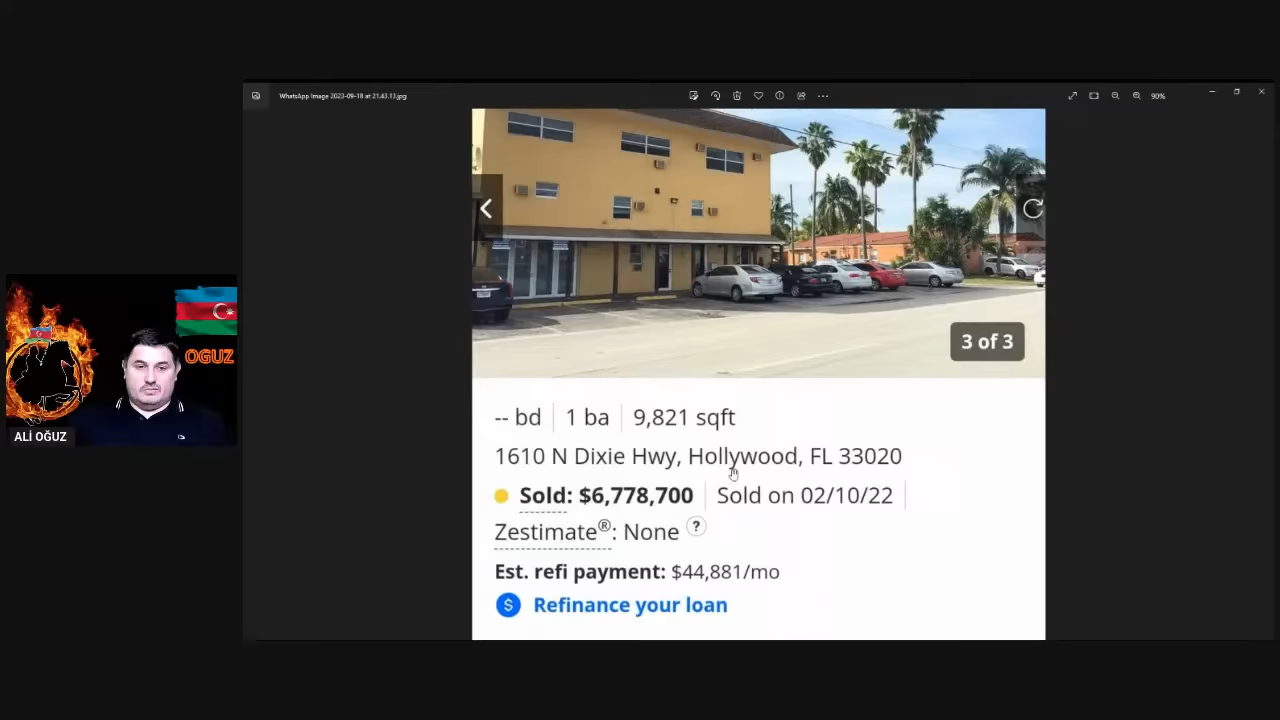 WhatsApp Image 2023-09-18 at 21.43.13.jpg
90%
3 of 3
OGUZ
ALİ OĞUZ
-- bd | 1 ba | 9,821 sqft
1610 N Dixie Hwy, Hollywood, FL 33020
Sold: $6,778,700 | Sold on 02/10/22 |
Zestimate®: None ?
Est. refi payment: $44,881/mo
$ Refinance your loan